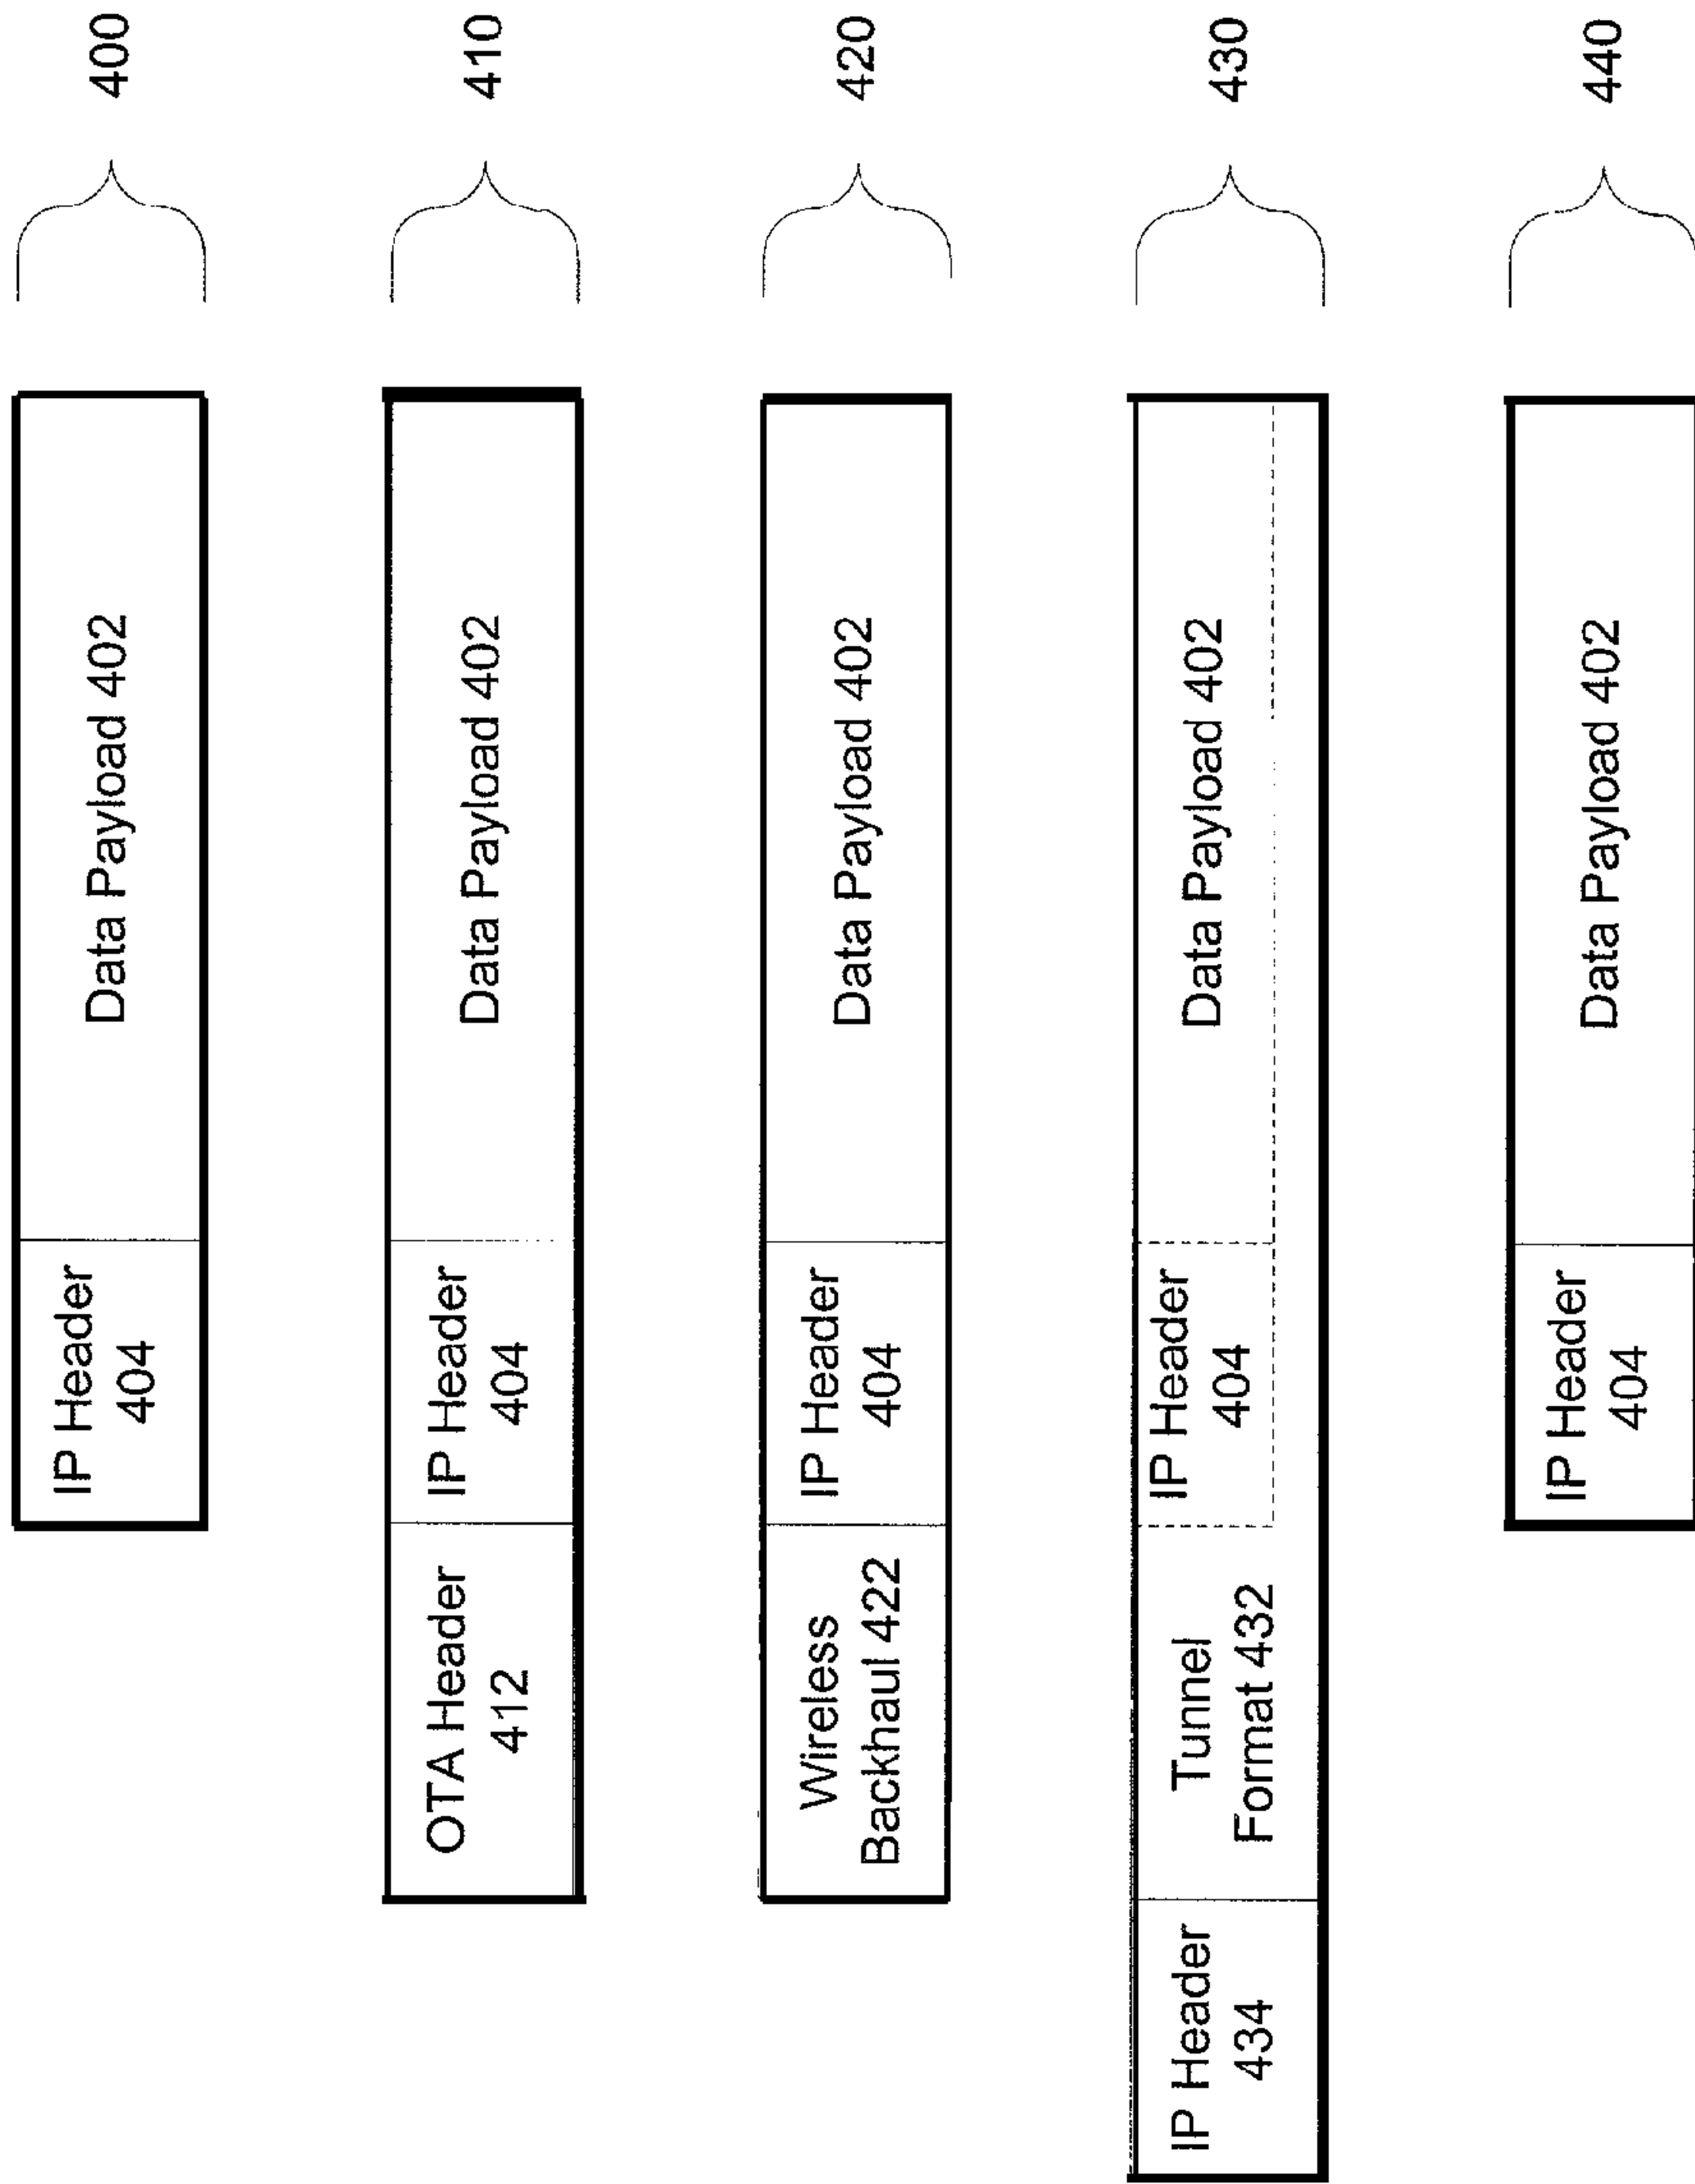 IP Header
404
Data Payload 402
400
OTA Header
412
IP Header
404
Data Payload 402
410
Wireless
Backhaul 422
IP Header
404
Data Payload 402
420
IP Header
434
Tunnel
Format 432
IP Header
404
Data Payload 402
430
IP Header
404
Data Payload 402
440